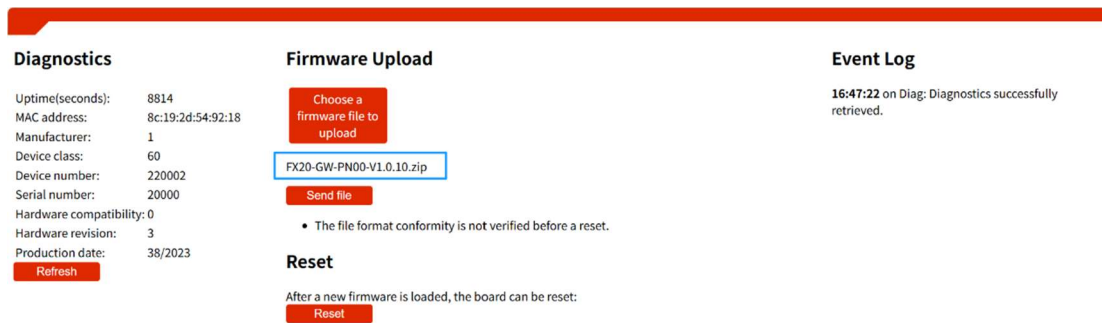 Diagnostics
Uptime(seconds): 8814
MAC address: 8c:19:2d:54:92:18
Manufacturer: 1
Device class: 60
Device number: 220002
Serial number: 20000
Hardware compatibility: 0
Hardware revision: 3
Production date: 38/2023
Refresh
Firmware Upload
Choose a
firmware file to
upload
FX20-GW-PN00-V1.0.10.zip
Send file
• The file format conformity is not verified before a reset.
Reset
After a new firmware is loaded, the board can be reset:
Reset
Event Log
16:47:22 on Diag: Diagnostics successfully
retrieved.